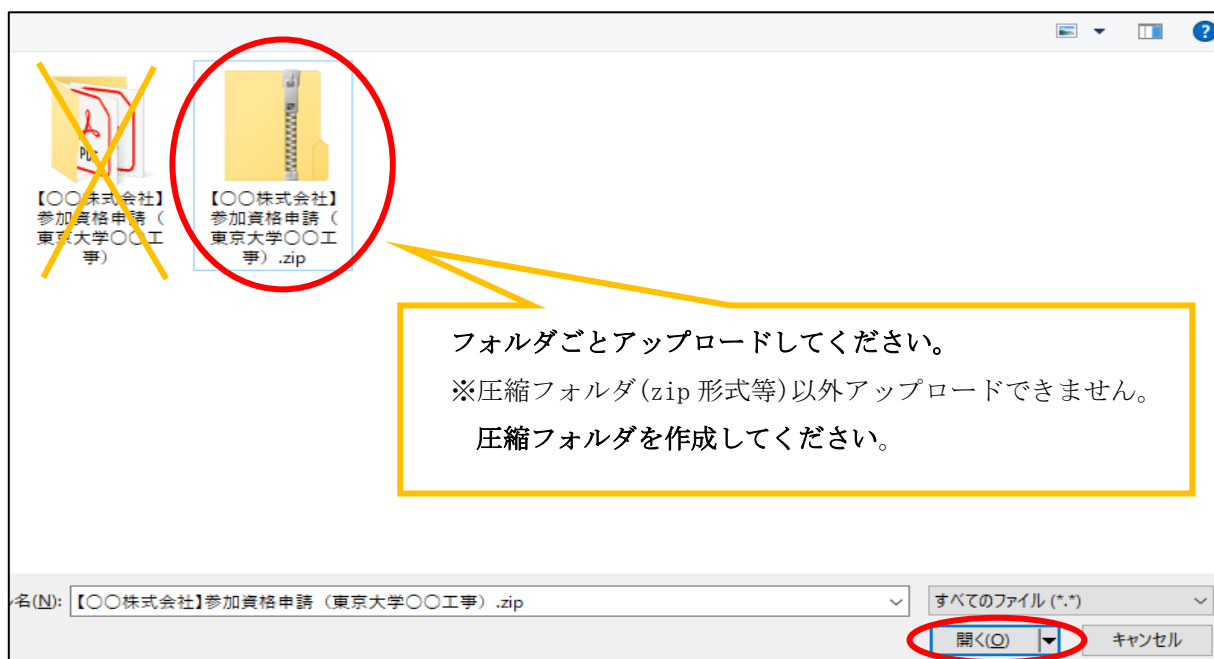 PDF
【〇〇株式会社】
参加資格申請（
東京大学〇〇工
事）
【〇〇株式会社】
参加資格申請（
東京大学〇〇工
事）.zip
フォルダごとアップロードしてください。
※圧縮フォルダ(zip 形式等)以外アップロードできません。
圧縮フォルダを作成してください。
名(N): 【〇〇株式会社】参加資格申請（東京大学〇〇工事）.zip
すべてのファイル (*.*)
開く(O)
キャンセル